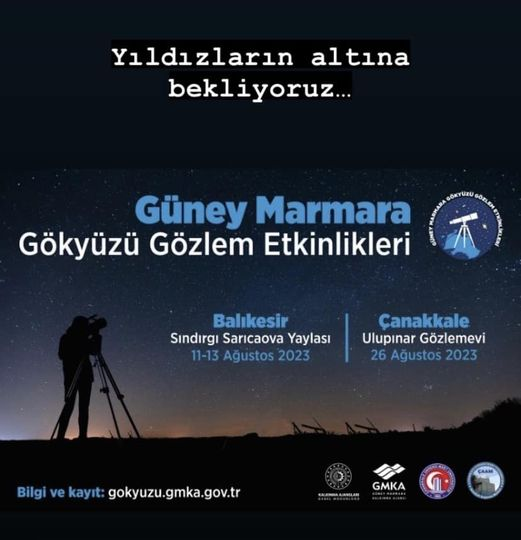 Yıldızların altına
bekliyoruz...
Güney Marmara
Gökyüzü Gözlem Etkinlikleri
GÜNEY MARMARA GÖKYÜZÜ GÖZLEM ETKİNLİKLERİ
Balıkesir
Sındırgı Sarıcaova Yaylası
11-13 Ağustos 2023
Çanakkale
Ulupınar Gözlemevi
26 Ağustos 2023
Bilgi ve kayıt: gokyuzu.gmka.gov.tr
KALKINMA AJANSLARI
GENEL MÜDÜRLÜĞÜ
GMKA
GÜNEY MARMARA
KALKINMA AJANSI
ÇAAM